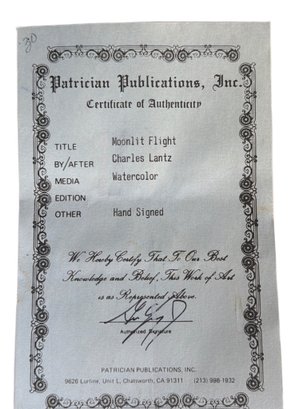 30
Patrician Publications, Inc.
Certificate of Authenticity
TITLE Moonlit Flight
BY/AFTER Charles Lantz
MEDIA Watercolor
EDITION
OTHER Hand Signed
We Hereby Certify That To Our Best
Knowledge and Belief, This Work of Art
is as Represented Above.
Authorized Signature
PATRICIAN PUBLICATIONS, INC.
9626 Lurline, Unit L, Chatsworth, CA 91311 (213) 998-1932